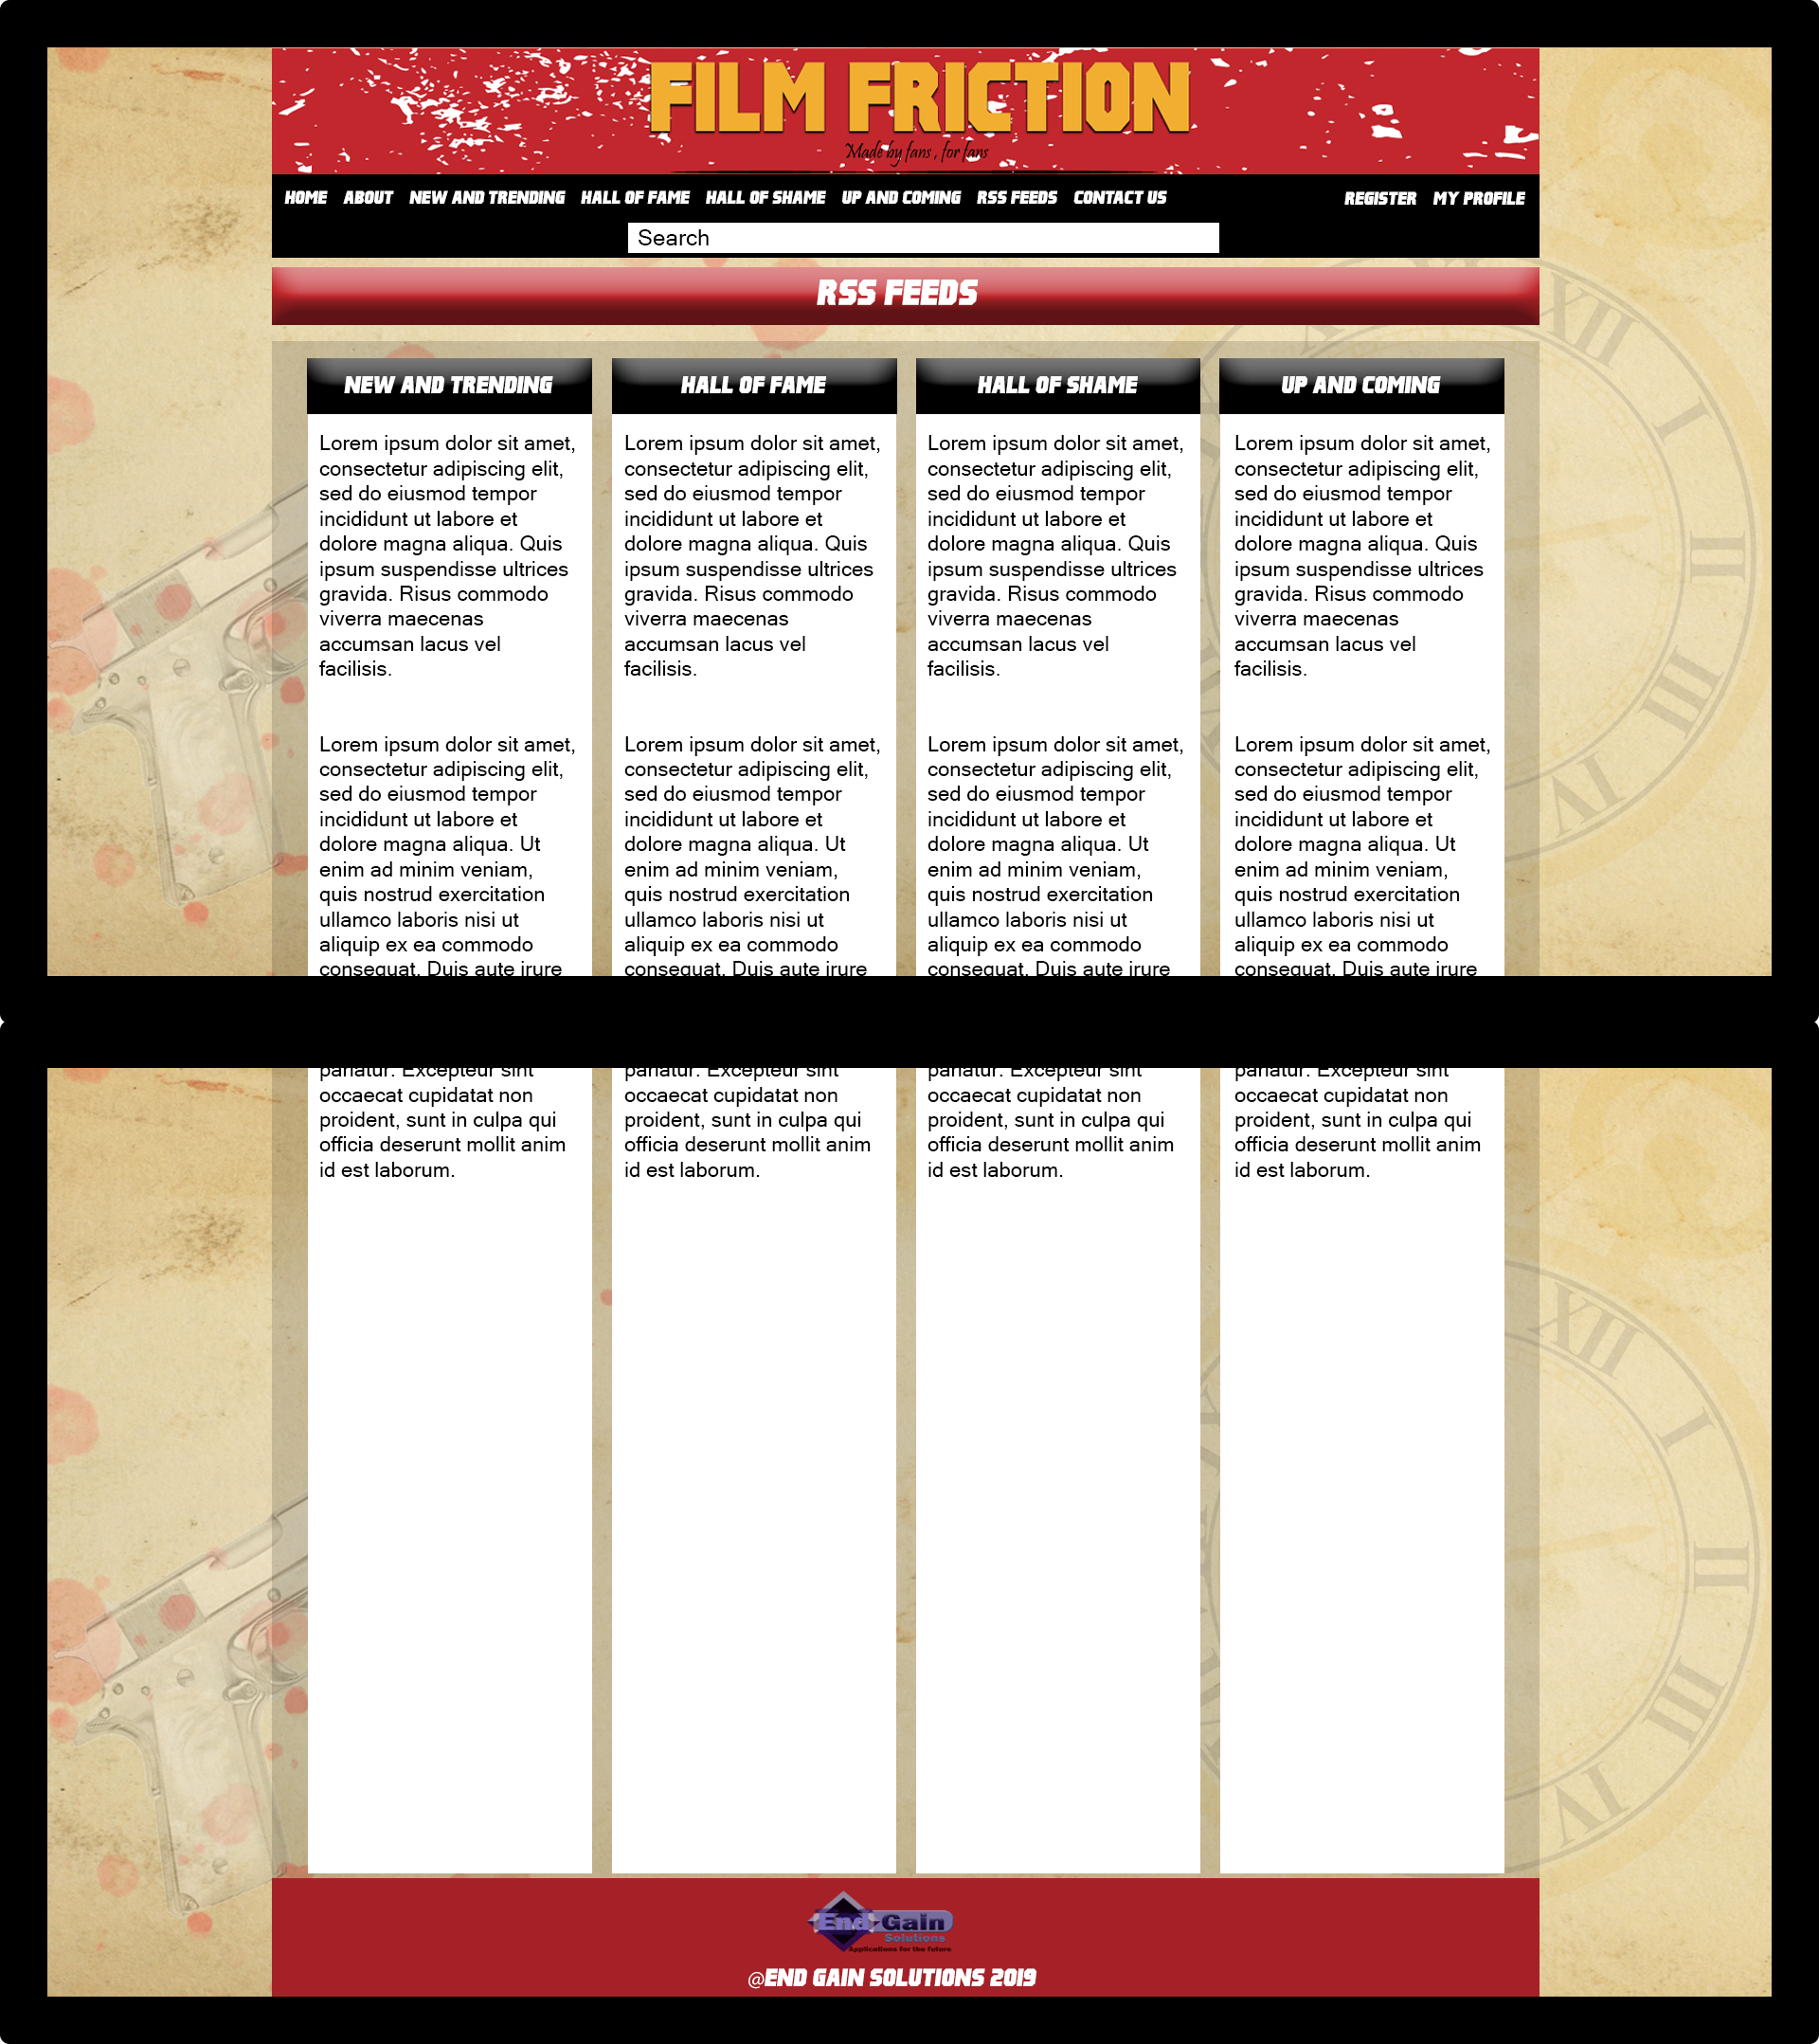 FILM FRICTION
Made by fans , for fans
HOME ABOUT NEW AND TRENDING HALL OF FAME HALL OF SHAME UP AND COMING RSS FEEDS CONTACT US REGISTER MY PROFILE
Search
RSS FEEDS
NEW AND TRENDING
Lorem ipsum dolor sit amet,
consectetur adipiscing elit,
sed do eiusmod tempor
incididunt ut labore et
dolore magna aliqua. Quis
ipsum suspendisse ultrices
gravida. Risus commodo
viverra maecenas
accumsan lacus vel
facilisis.
Lorem ipsum dolor sit amet,
consectetur adipiscing elit,
sed do eiusmod tempor
incididunt ut labore et
dolore magna aliqua. Ut
enim ad minim veniam,
quis nostrud exercitation
ullamco laboris nisi ut
aliquip ex ea commodo
consequat. Duis aute irure
pariatur. Excepteur sint
occaecat cupidatat non
proident, sunt in culpa qui
officia deserunt mollit anim
id est laborum.
HALL OF FAME
Lorem ipsum dolor sit amet,
consectetur adipiscing elit,
sed do eiusmod tempor
incididunt ut labore et
dolore magna aliqua. Quis
ipsum suspendisse ultrices
gravida. Risus commodo
viverra maecenas
accumsan lacus vel
facilisis.
Lorem ipsum dolor sit amet,
consectetur adipiscing elit,
sed do eiusmod tempor
incididunt ut labore et
dolore magna aliqua. Ut
enim ad minim veniam,
quis nostrud exercitation
ullamco laboris nisi ut
aliquip ex ea commodo
consequat. Duis aute irure
pariatur. Excepteur sint
occaecat cupidatat non
proident, sunt in culpa qui
officia deserunt mollit anim
id est laborum.
HALL OF SHAME
Lorem ipsum dolor sit amet,
consectetur adipiscing elit,
sed do eiusmod tempor
incididunt ut labore et
dolore magna aliqua. Quis
ipsum suspendisse ultrices
gravida. Risus commodo
viverra maecenas
accumsan lacus vel
facilisis.
Lorem ipsum dolor sit amet,
consectetur adipiscing elit,
sed do eiusmod tempor
incididunt ut labore et
dolore magna aliqua. Ut
enim ad minim veniam,
quis nostrud exercitation
ullamco laboris nisi ut
aliquip ex ea commodo
consequat. Duis aute irure
pariatur. Excepteur sint
occaecat cupidatat non
proident, sunt in culpa qui
officia deserunt mollit anim
id est laborum.
UP AND COMING
Lorem ipsum dolor sit amet,
consectetur adipiscing elit,
sed do eiusmod tempor
incididunt ut labore et
dolore magna aliqua. Quis
ipsum suspendisse ultrices
gravida. Risus commodo
viverra maecenas
accumsan lacus vel
facilisis.
Lorem ipsum dolor sit amet,
consectetur adipiscing elit,
sed do eiusmod tempor
incididunt ut labore et
dolore magna aliqua. Ut
enim ad minim veniam,
quis nostrud exercitation
ullamco laboris nisi ut
aliquip ex ea commodo
consequat. Duis aute irure
pariatur. Excepteur sint
occaecat cupidatat non
proident, sunt in culpa qui
officia deserunt mollit anim
id est laborum.
XII
I
II
III
IV
XII
I
II
III
IV
End Gain
Solutions
Applications for the future
@END GAIN SOLUTIONS 2019